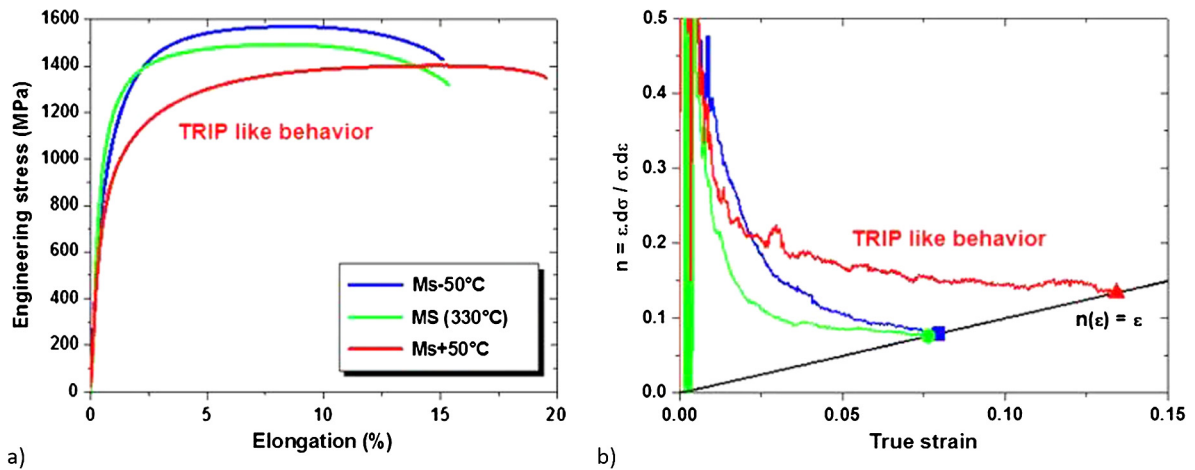 1600
1400
1200
1000
800
600
400
200
0
Engineering stress (MPa)
TRIP like behavior
Ms-50°C
MS (330°C)
Ms+50°C
0 5 10 15 20
Elongation (%)
a)
0.5
0.4
0.3
0.2
0.1
0.0
n = ε.dσ / σ.dε
TRIP like behavior
n(ε) = ε
0.00 0.05 0.10 0.15
True strain
b)